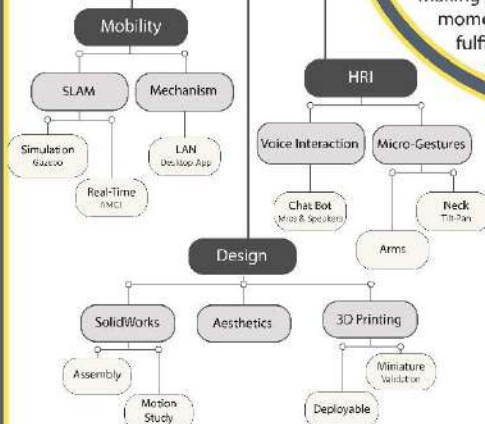 Making
mome
fulf
Mobility
HRI
SLAM
Mechanism
Simulation
Gazebo
Real-Time
LAN
Desktop App
Voice Interaction
Micro-Gestures
Chat Bot
Mics & Speakers
Neck
Tilt-Pan
Arms
Design
SolidWorks
Aesthetics
3D Printing
Assembly
Motion
Study
Miniature
Validation
Deployable